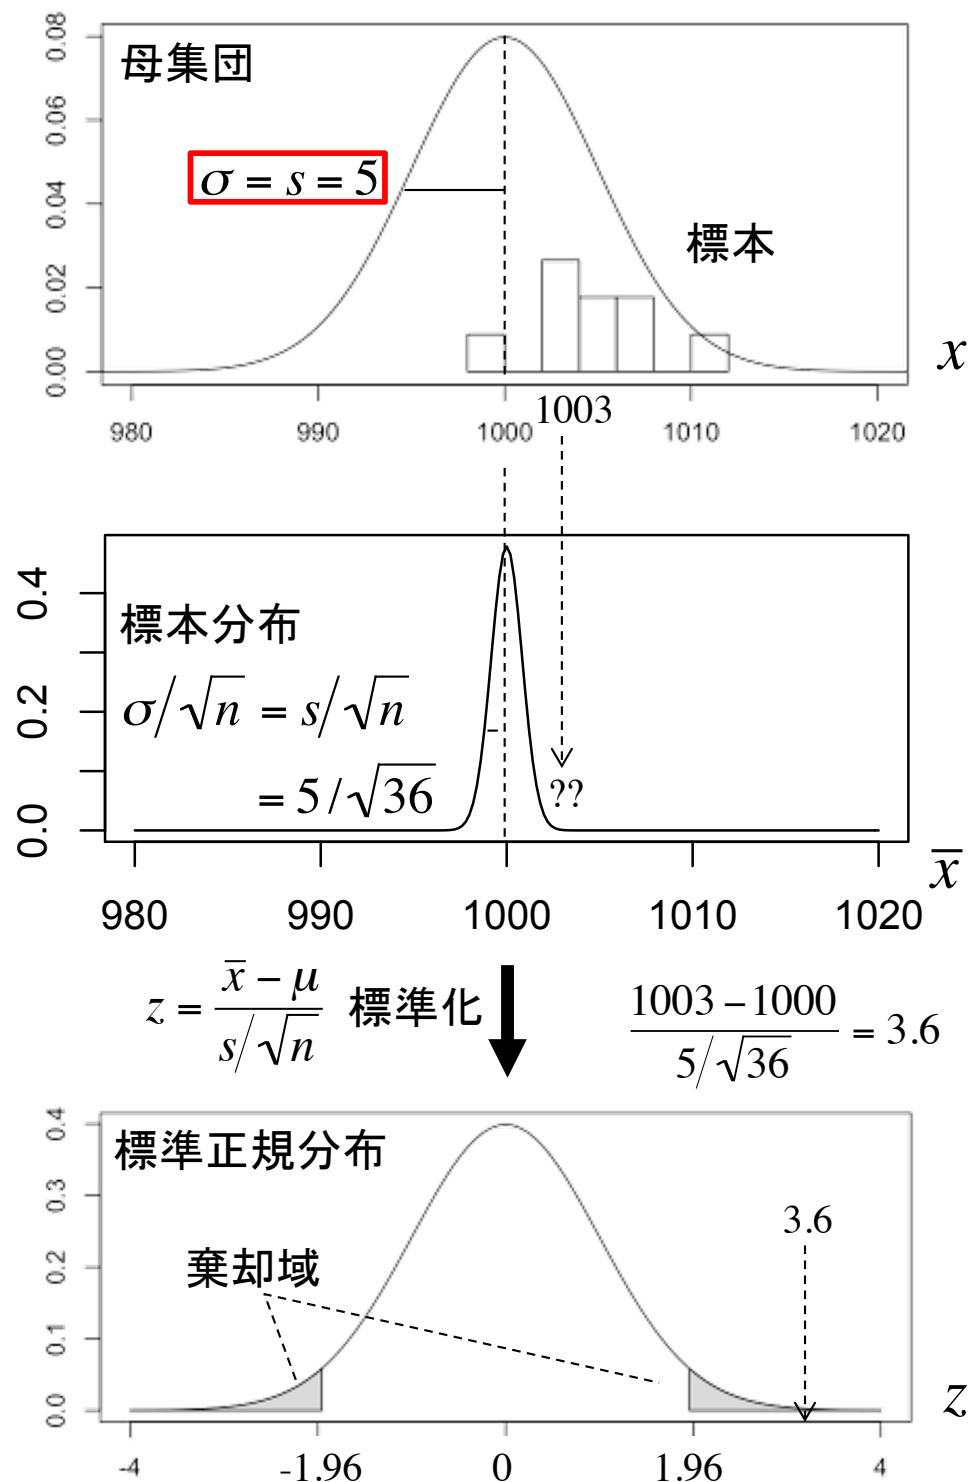 母集団
σ = s = 5
標本
0.00 0.02 0.04 0.06 0.08
x
980 990 1000 1010 1020
1003
標本分布
σ/√n = s/√n
= 5/√36
??
0.0 0.2 0.4
x̄
980 990 1000 1010 1020
z = (x̄ − μ)/(s/√n) 標準化 (1003 − 1000)/(5/√36) = 3.6
標準正規分布
3.6
棄却域
0.0 0.1 0.2 0.3 0.4
z
-4 -1.96 0 1.96 4